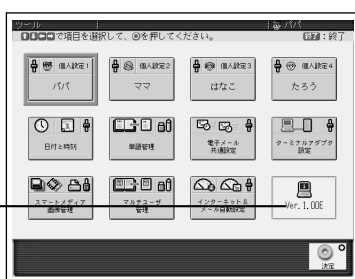 ツール
パパ
で項目を選択して、◎を押してください。
終了：終了
個人設定1
パパ
個人設定2
ママ
個人設定3
はなこ
個人設定4
たろう
日付と時刻
単語管理
電子メール
共通設定
ターミナルアダプタ
設定
スマートメディア
画像管理
マルチユーザ
管理
インターネット&
メール自動設定
Ver. 1.00E
決定